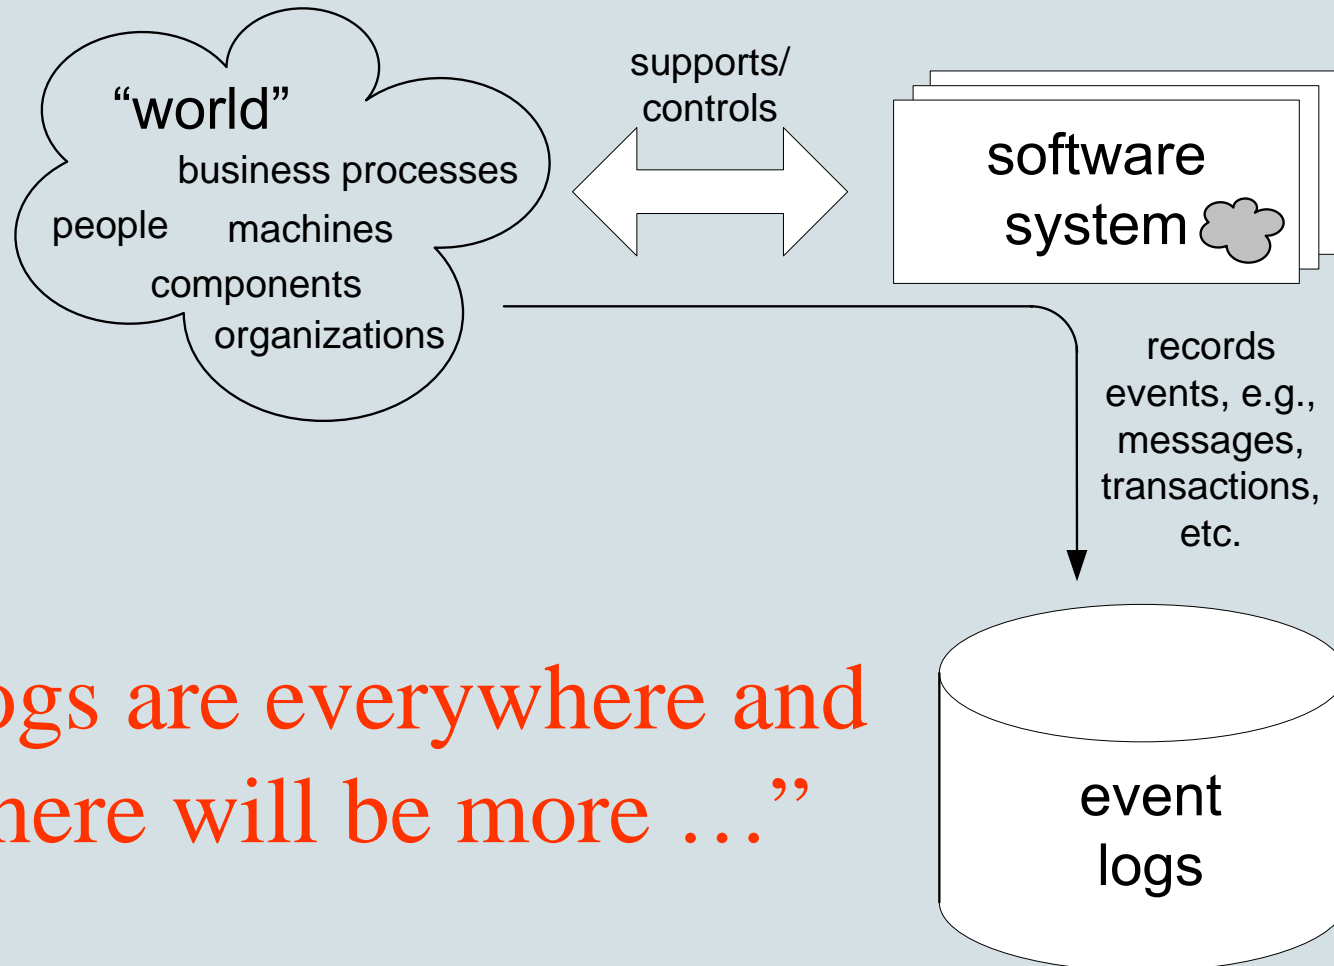 “world”
business processes
people machines
components
organizations
supports/
controls
software
system
records
events, e.g.,
messages,
transactions,
etc.
ogs are everywhere and
here will be more …”
event
logs